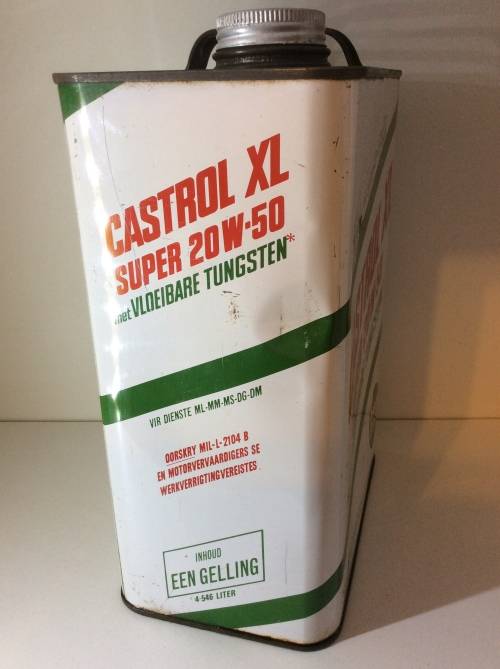 CASTROL XL
SUPER 20W-50
met VLOEIBARE TUNGSTEN*
VIR DIENSTE ML-MM-MS-DG-DM
OORSKRY MIL-L-2104 B
EN MOTORVERVAARDIGERS SE
WERKVERRIGTINGVEREISTES
INHOUD
EEN GELLING
4·546 LITER